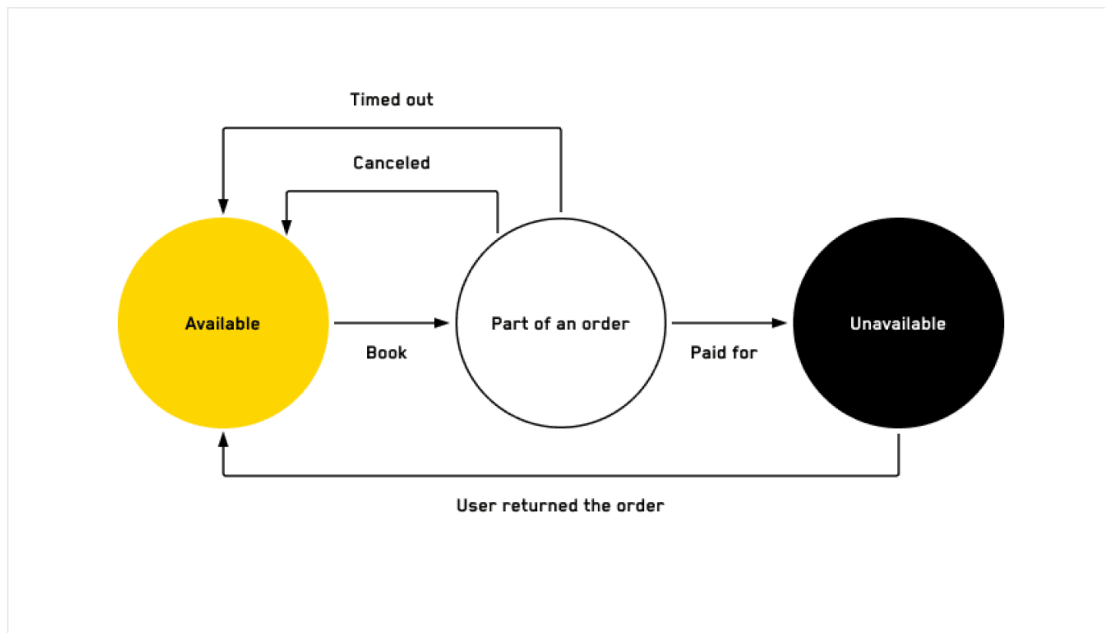 Timed out
Canceled
Available
Part of an order
Unavailable
Book
Paid for
User returned the order